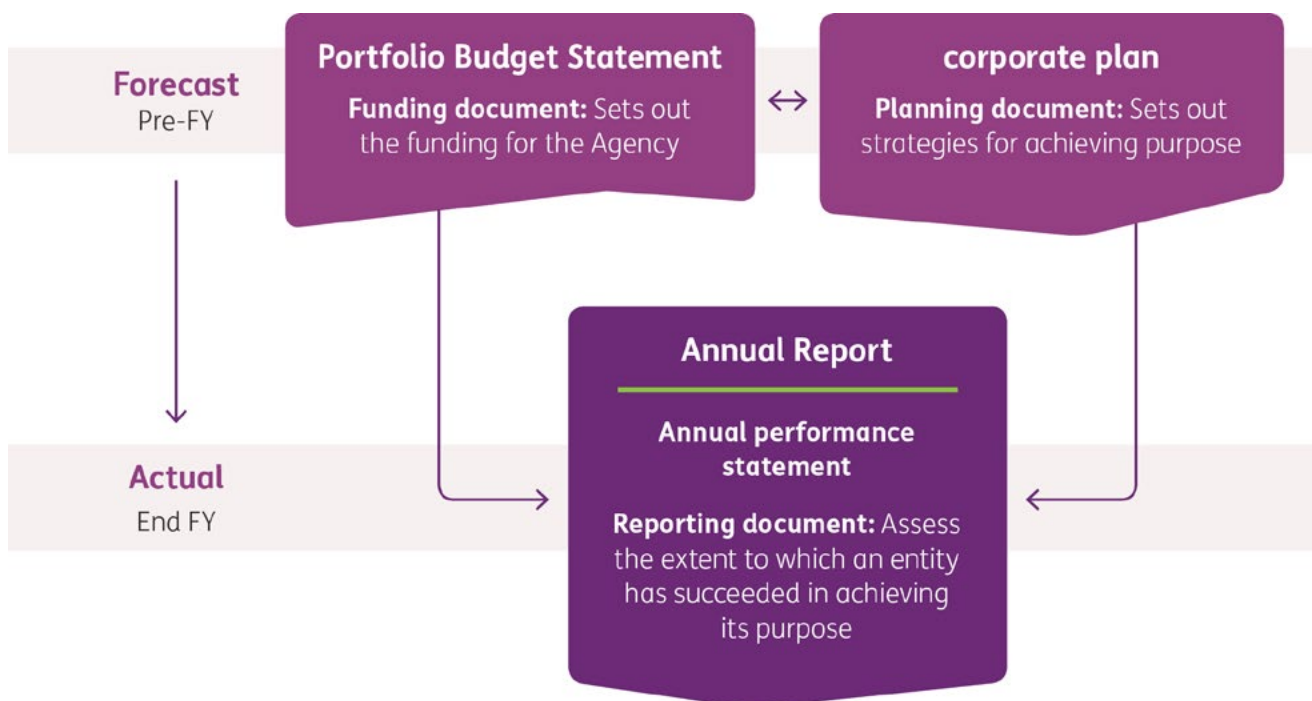 Forecast
Pre-FY
Portfolio Budget Statement
Funding document: Sets out
the funding for the Agency
corporate plan
Planning document: Sets out
strategies for achieving purpose
Annual Report
Annual performance
statement
Reporting document: Assess
the extent to which an entity
has succeeded in achieving
its purpose
Actual
End FY